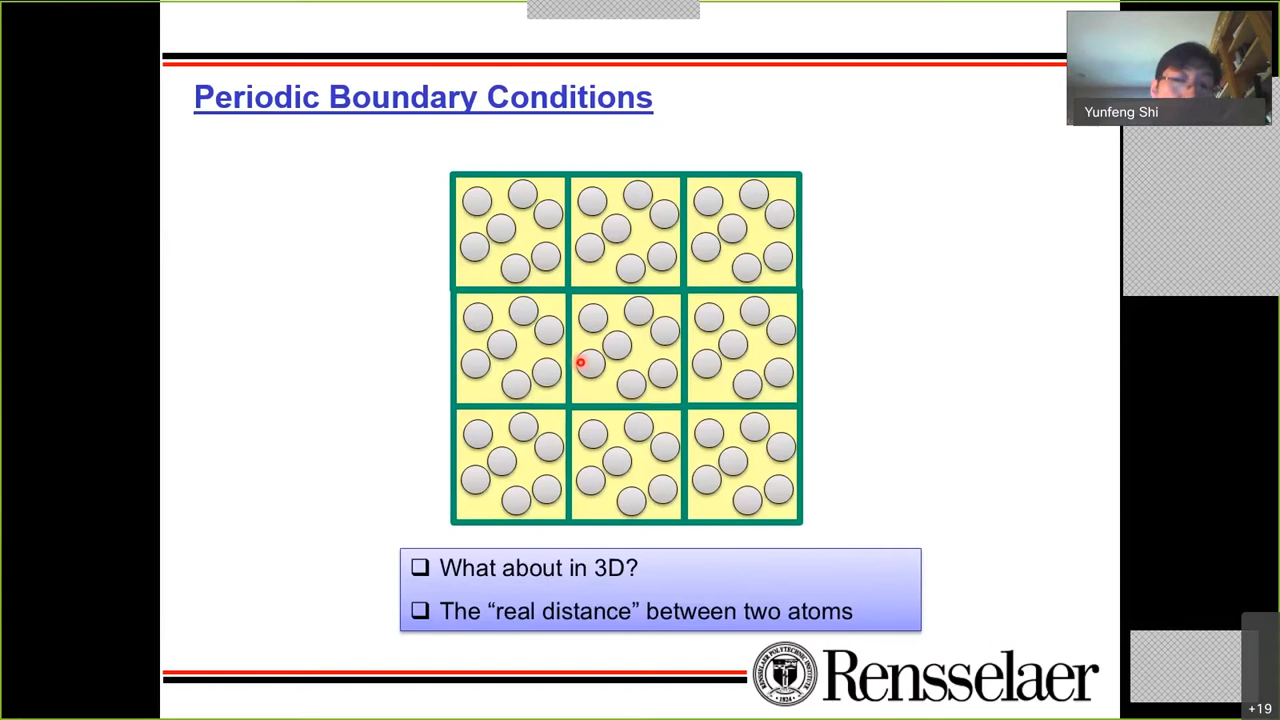 Periodic Boundary Conditions
Yunfeng Shi
❑ What about in 3D?
❑ The “real distance” between two atoms
Rensselaer
+19